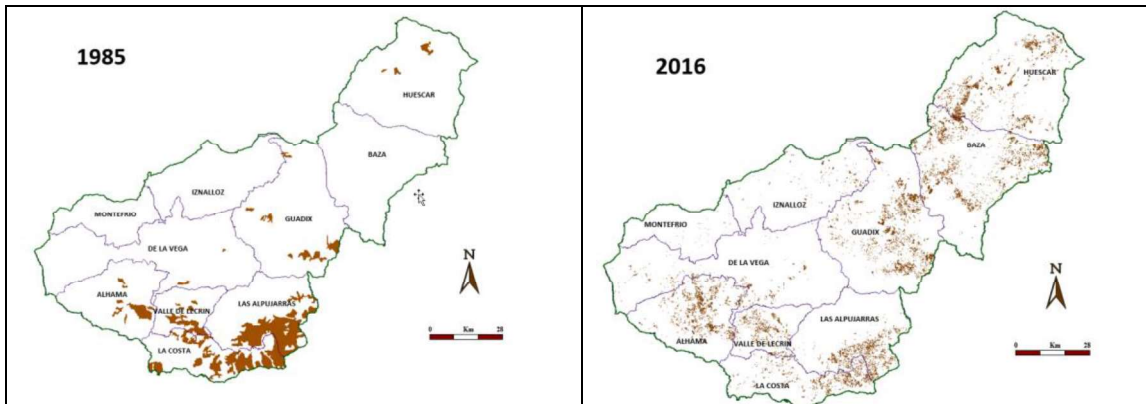 1985
HUESCAR
BAZA
IZNALLOZ
MONTEFRIO
GUADIX
DE LA VEGA
ALHAMA
VALLE DE LECRIN
LAS ALPUJARRAS
LA COSTA
N
0 Km 28
2016
HUESCAR
BAZA
IZNALLOZ
MONTEFRIO
GUADIX
DE LA VEGA
LAS ALPUJARRAS
ALHAMA
VALLE DE LECRIN
LA COSTA
N
0 Km 28